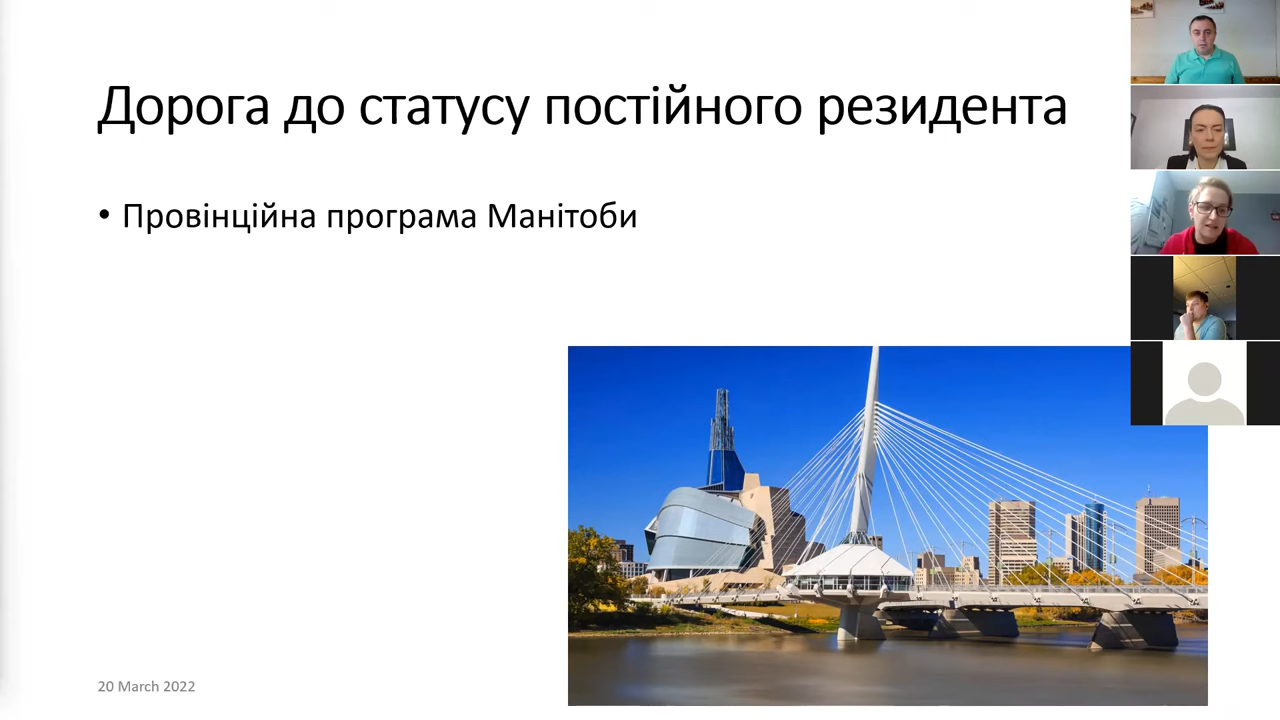 Дорога до статусу постійного резидента
• Провінційна програма Манітоби
20 March 2022